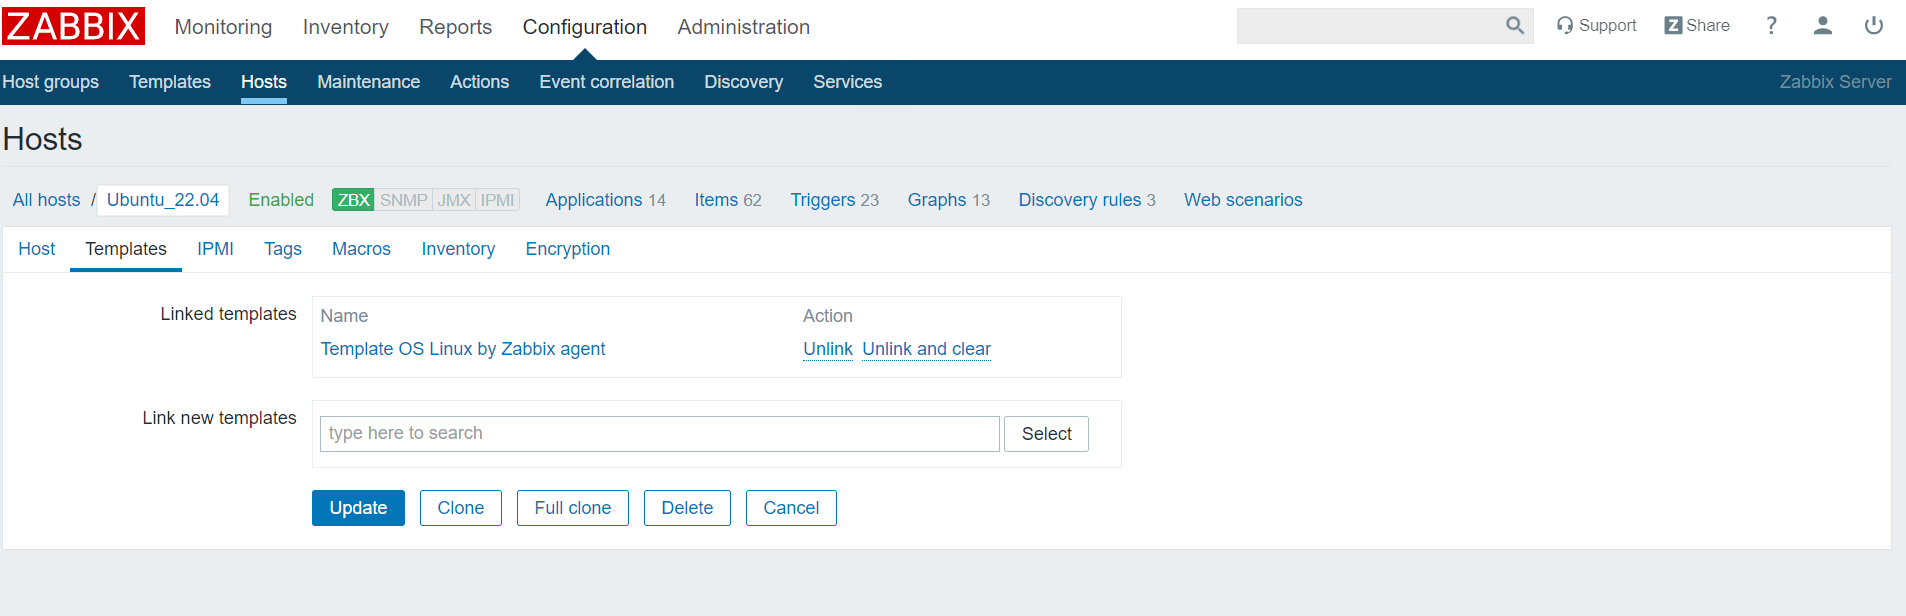 ZABBIX Monitoring Inventory Reports Configuration Administration Support Z Share ?
Host groups Templates Hosts Maintenance Actions Event correlation Discovery Services Zabbix Server
Hosts
All hosts / Ubuntu_22.04 Enabled ZBX SNMP JMX IPMI Applications 14 Items 62 Triggers 23 Graphs 13 Discovery rules 3 Web scenarios
Host Templates IPMI Tags Macros Inventory Encryption
Linked templates Name Action
Template OS Linux by Zabbix agent Unlink Unlink and clear
Link new templates type here to search Select
Update Clone Full clone Delete Cancel